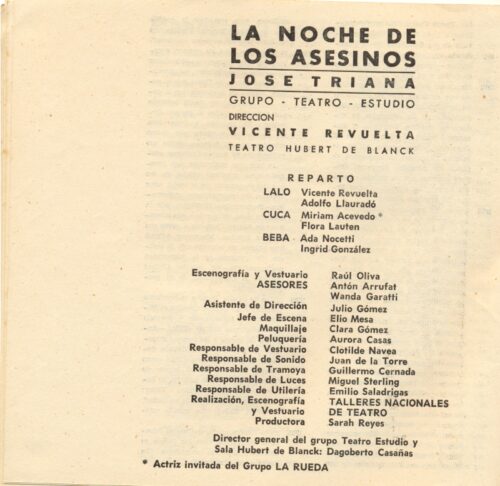 LA NOCHE DE
LOS ASESINOS
JOSE TRIANA
GRUPO - TEATRO - ESTUDIO
DIRECCION
VICENTE REVUELTA
TEATRO HUBERT DE BLANCK
REPARTO
LALO Vicente Revuelta
Adolfo Llauradó
CUCA Miriam Acevedo *
Flora Lauten
BEBA Ada Nocetti
Ingrid González
Escenografía y Vestuario Raúl Oliva
ASESORES Antón Arrufat
Wanda Garatti
Asistente de Dirección Julio Gómez
Jefe de Escena Elio Mesa
Maquillaje Clara Gómez
Peluquería Aurora Casas
Responsable de Vestuario Clotilde Navea
Responsable de Sonido Juan de la Torre
Responsable de Tramoya Guillermo Cernada
Responsable de Luces Miguel Sterling
Responsable de Utilería Emilio Saladrigas
Realización, Escenografía TALLERES NACIONALES
y Vestuario DE TEATRO
Productora Sarah Reyes
Director general del grupo Teatro Estudio y
Sala Hubert de Blanck: Dagoberto Casañas
* Actriz invitada del Grupo LA RUEDA